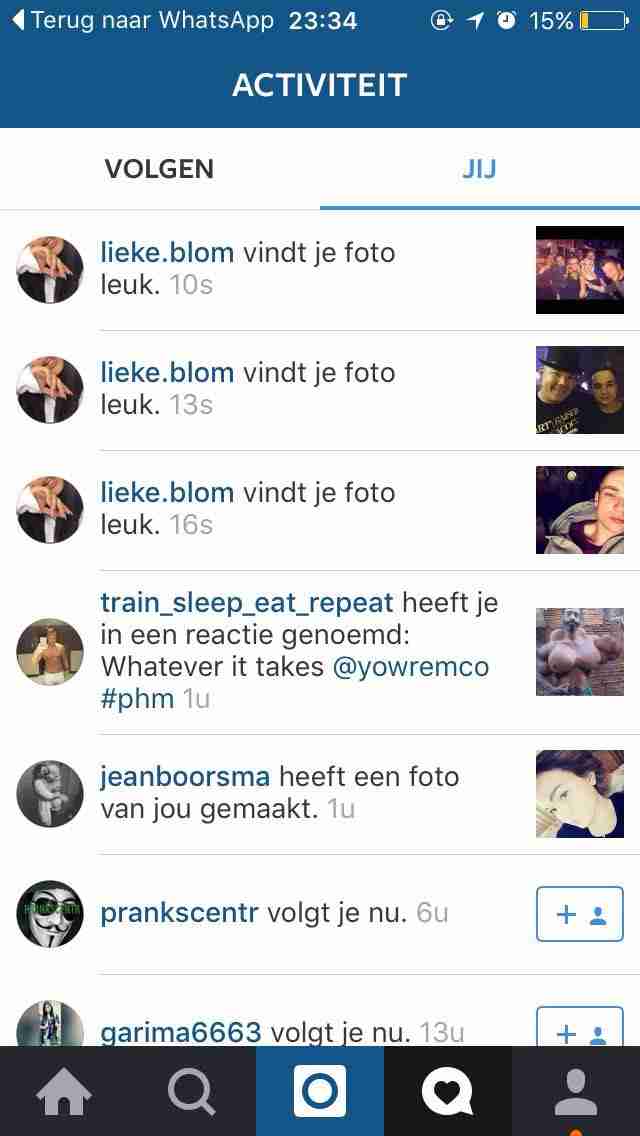 Terug naar WhatsApp 23:34 15%
ACTIVITEIT
VOLGEN JIJ
lieke.blom vindt je foto
leuk. 10s
lieke.blom vindt je foto
leuk. 13s
lieke.blom vindt je foto
leuk. 16s
train_sleep_eat_repeat heeft je
in een reactie genoemd:
Whatever it takes @yowremco
#phm 1u
jeanboorsma heeft een foto
van jou gemaakt. 1u
prankscentr volgt je nu. 6u
garima6663 volgt je nu. 13u